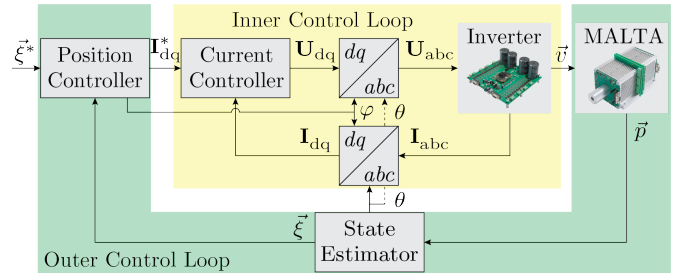 Inner Control Loop
ξ⃗*
Position
Controller
I*dq
Current
Controller
Udq
dq
abc
Uabc
Inverter
v⃗
MALTA
φ
θ
Idq
dq
abc
Iabc
p⃗
θ
ξ⃗
State
Estimator
Outer Control Loop